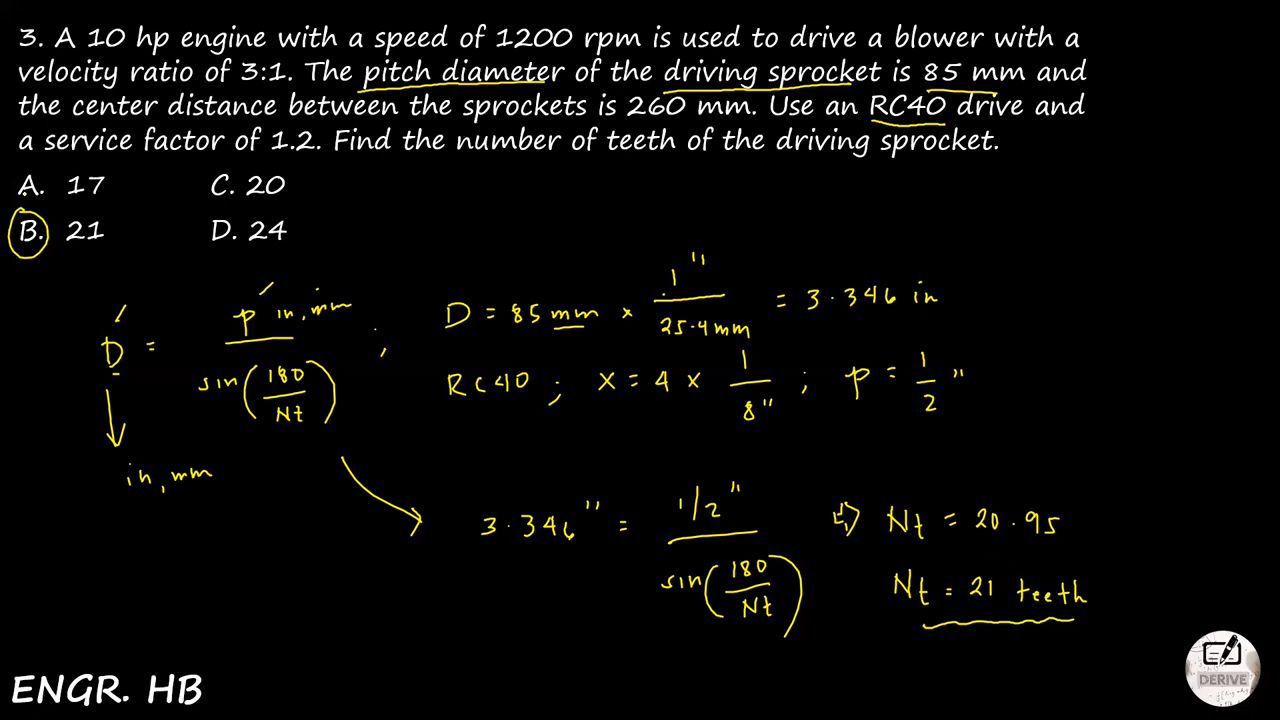 3. A 10 hp engine with a speed of 1200 rpm is used to drive a blower with a
velocity ratio of 3:1. The pitch diameter of the driving sprocket is 85 mm and
the center distance between the sprockets is 260 mm. Use an RC40 drive and
a service factor of 1.2. Find the number of teeth of the driving sprocket.
A. 17 C. 20
B. 21 D. 24
D = p in, mm / sin(180/Nt) ;
in, mm
D = 85 mm × 1" / 25.4mm = 3.346 in
RC40 ; x = 4 × 1/8" ; p = 1/2"
3.346" = 1/2" / sin(180/Nt) ⇒ Nt = 20.95
Nt = 21 teeth
ENGR. HB
DERIVE